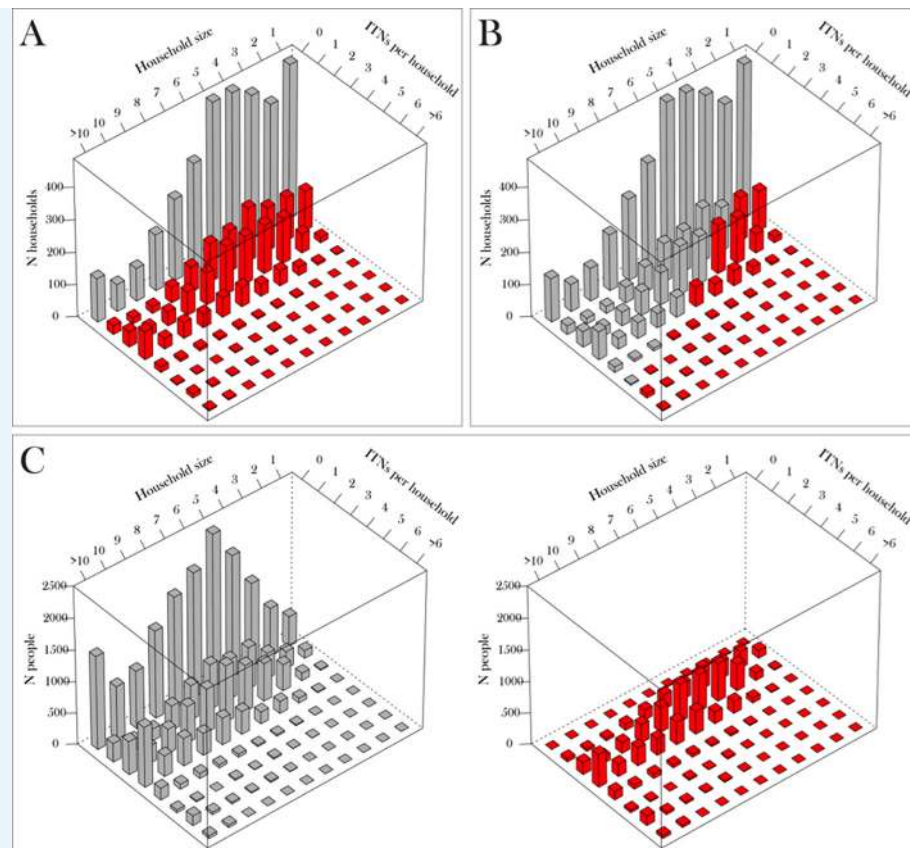 A
Household size
ITNs per household
>10 10 9 8 7 6 5 4 3 2 1
0 1 2 3 4 5 6 >6
N households
400
300
200
100
0
B
Household size
ITNs per household
>10 10 9 8 7 6 5 4 3 2 1
0 1 2 3 4 5 6 >6
N households
400
300
200
100
0
C
Household size
ITNs per household
>10 10 9 8 7 6 5 4 3 2 1
0 1 2 3 4 5 6 >6
N people
2500
2000
1500
1000
500
0
Household size
ITNs per household
>10 10 9 8 7 6 5 4 3 2 1
0 1 2 3 4 5 6 >6
N people
2500
2000
1500
1000
500
0